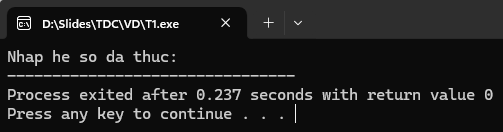 D:\Slides\TDC\VD\T1.exe
Nhap he so da thuc:
--------------------------------
Process exited after 0.237 seconds with return value 0
Press any key to continue . . .